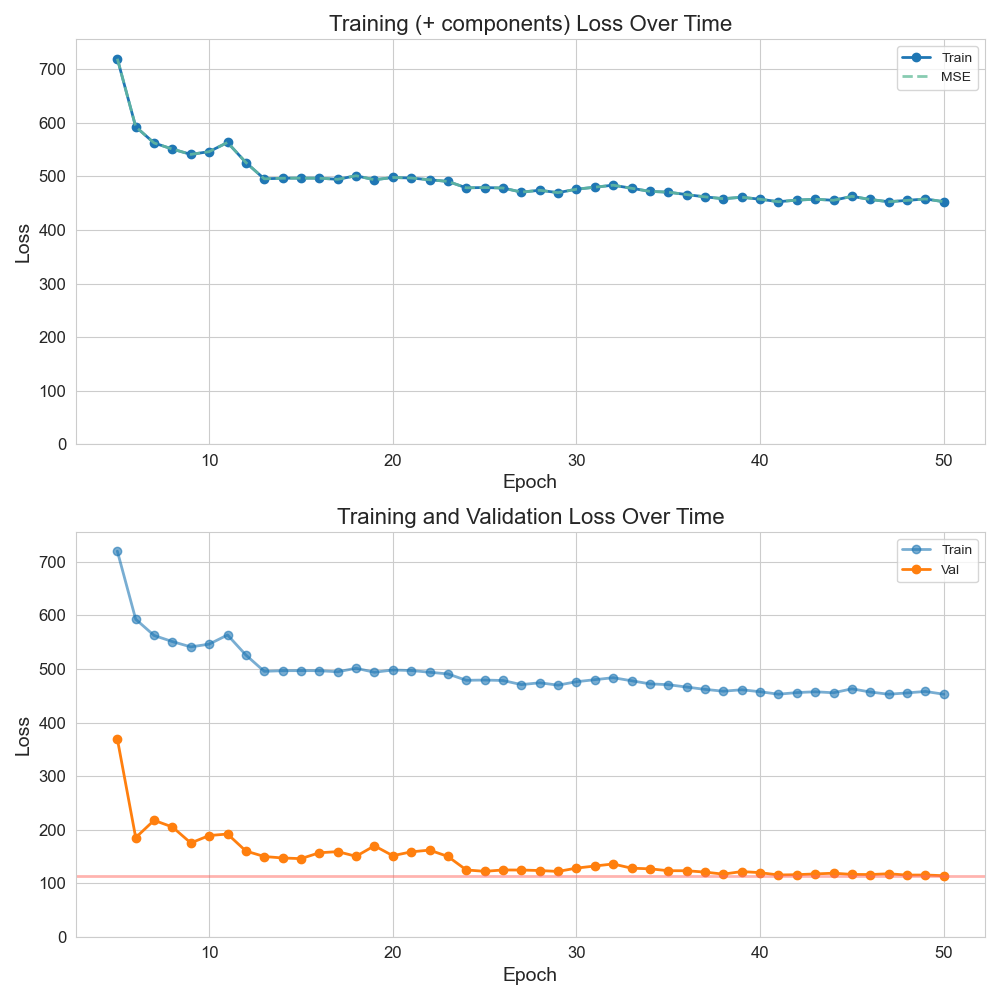 Training (+ components) Loss Over Time
Train
MSE
700
600
500
400
300
200
100
0
Loss
10 20 30 40 50
Epoch
Training and Validation Loss Over Time
Train
Val
700
600
500
400
300
200
100
0
Loss
10 20 30 40 50
Epoch